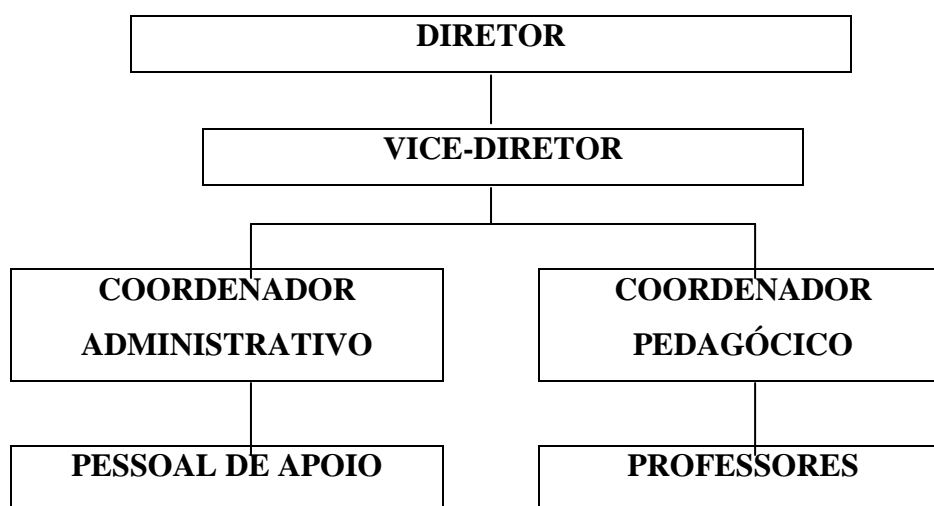 DIRETOR
VICE-DIRETOR
COORDENADOR
ADMINISTRATIVO
COORDENADOR
PEDAGÓCICO
PESSOAL DE APOIO
PROFESSORES